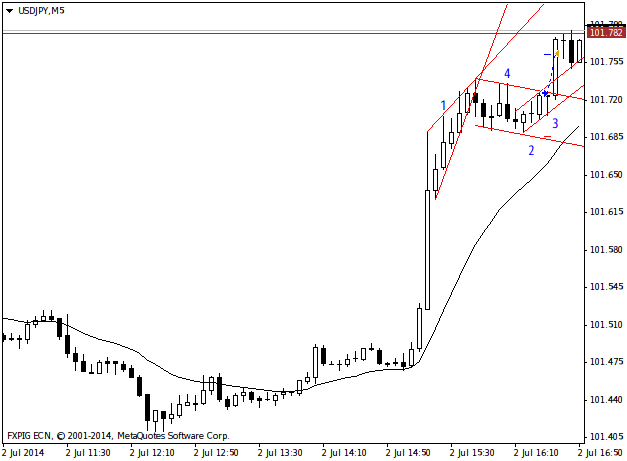 USDJPY,M5
101.782
101.755
1
4
101.720
3
101.685
2
101.650
101.615
101.580
101.545
101.510
101.475
101.440
FXPIG ECN, © 2001-2014, MetaQuotes Software Corp.
101.405
2 Jul 2014
2 Jul 11:30
2 Jul 12:10
2 Jul 12:50
2 Jul 13:30
2 Jul 14:10
2 Jul 14:50
2 Jul 15:30
2 Jul 16:10
2 Jul 16:50